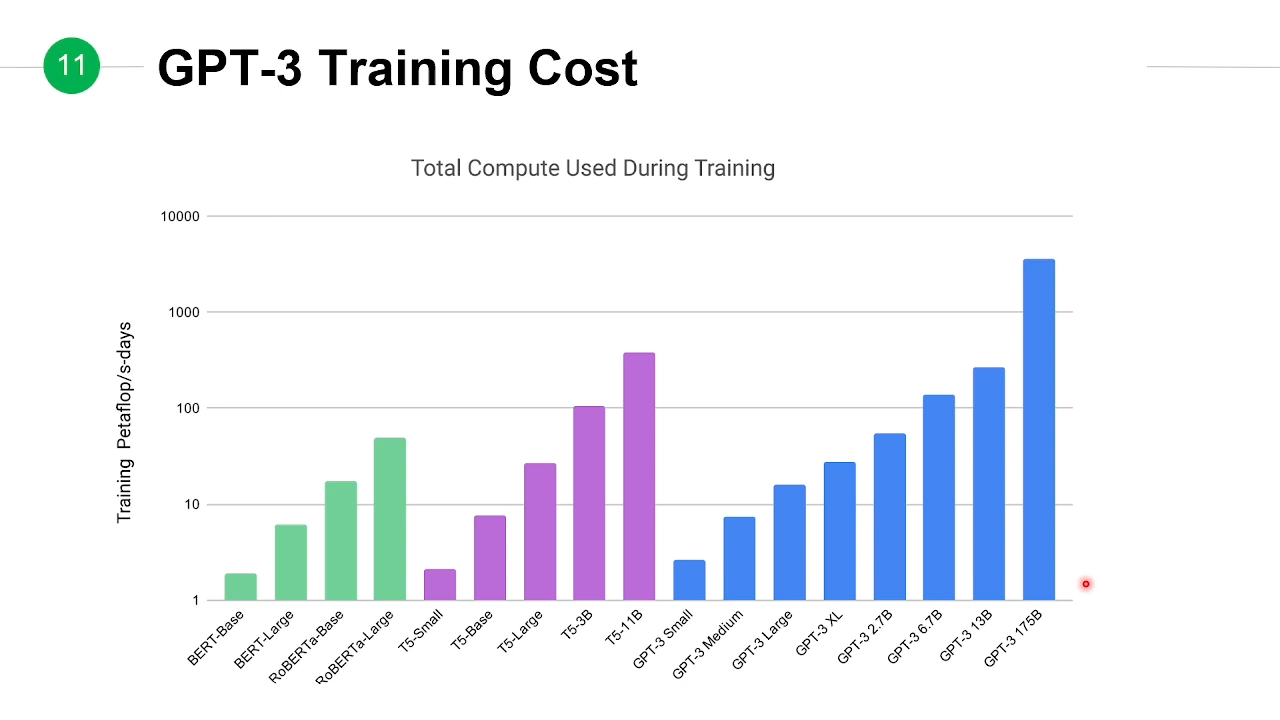 11
GPT-3 Training Cost
Total Compute Used During Training
10000
1000
100
10
1
Training Petaflop/s-days
BERT-Base
BERT-Large
RoBERTa-Base
RoBERTa-Large
T5-Small
T5-Base
T5-Large
T5-3B
T5-11B
GPT-3 Small
GPT-3 Medium
GPT-3 Large
GPT-3 XL
GPT-3 2.7B
GPT-3 6.7B
GPT-3 13B
GPT-3 175B